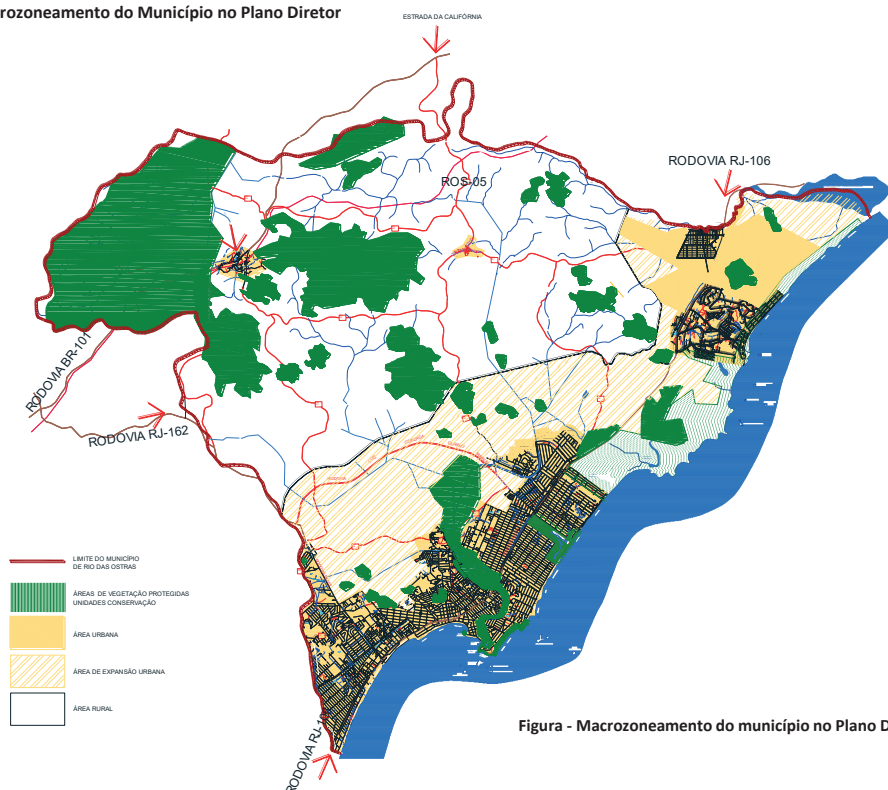 rozoneamento do Município no Plano Diretor
ESTRADA DA CALIFÓRNIA
RODOVIA RJ-106
ROS-05
RODOVIA BR-101
RODOVIA RJ-162
LIMITE DO MUNICÍPIO
DE RIO DAS OSTRAS
ÁREAS DE VEGETAÇÃO PROTEGIDAS
UNIDADES CONSERVAÇÃO
ÁREA URBANA
ÁREA DE EXPANSÃO URBANA
ÁREA RURAL
Figura - Macrozoneamento do município no Plano D
RODOVIA RJ-10